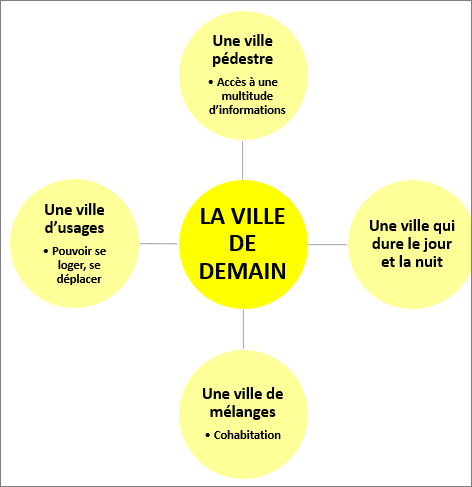 Une ville
pédestre
• Accès à une
multitude
d'informations
Une ville
d'usages
• Pouvoir se
loger, se
déplacer
LA VILLE
DE
DEMAIN
Une ville qui
dure le jour
et la nuit
Une ville de
mélanges
• Cohabitation